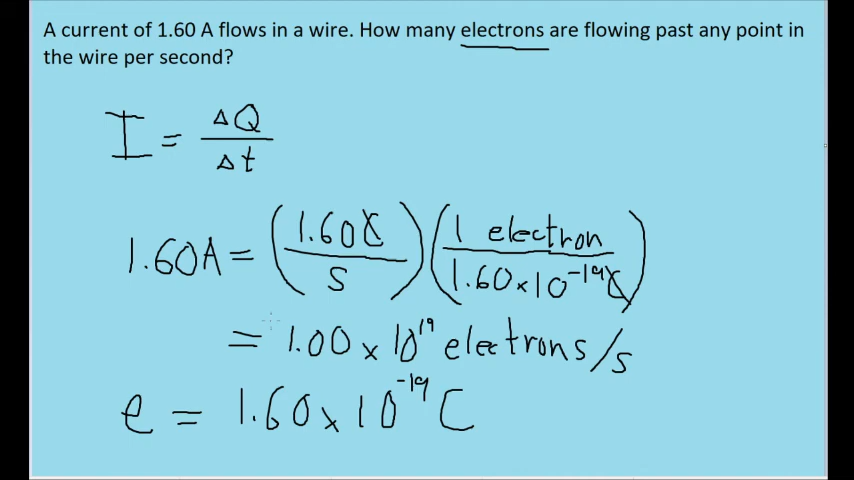 A current of 1.60 A flows in a wire. How many electrons are flowing past any point in
the wire per second?
I = ΔQ / Δt
1.60A = (1.60C / s) (1 electron / 1.60 × 10⁻¹⁹C)
= 1.00 × 10¹⁹ electrons/s
e = 1.60 × 10⁻¹⁹ C